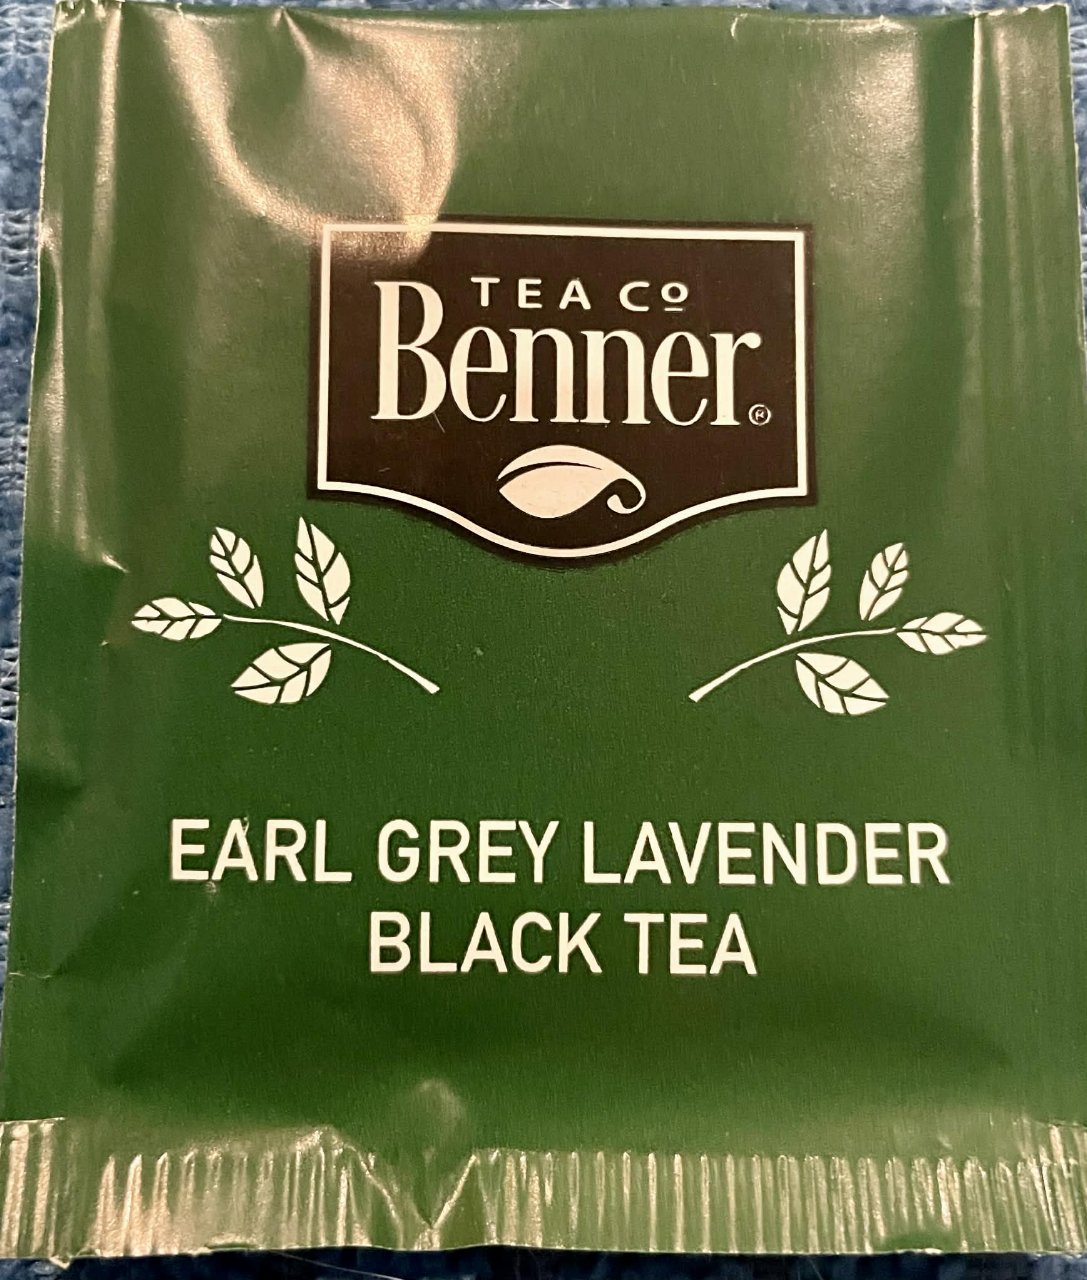 TEA Cº
Benner®
EARL GREY LAVENDER
BLACK TEA